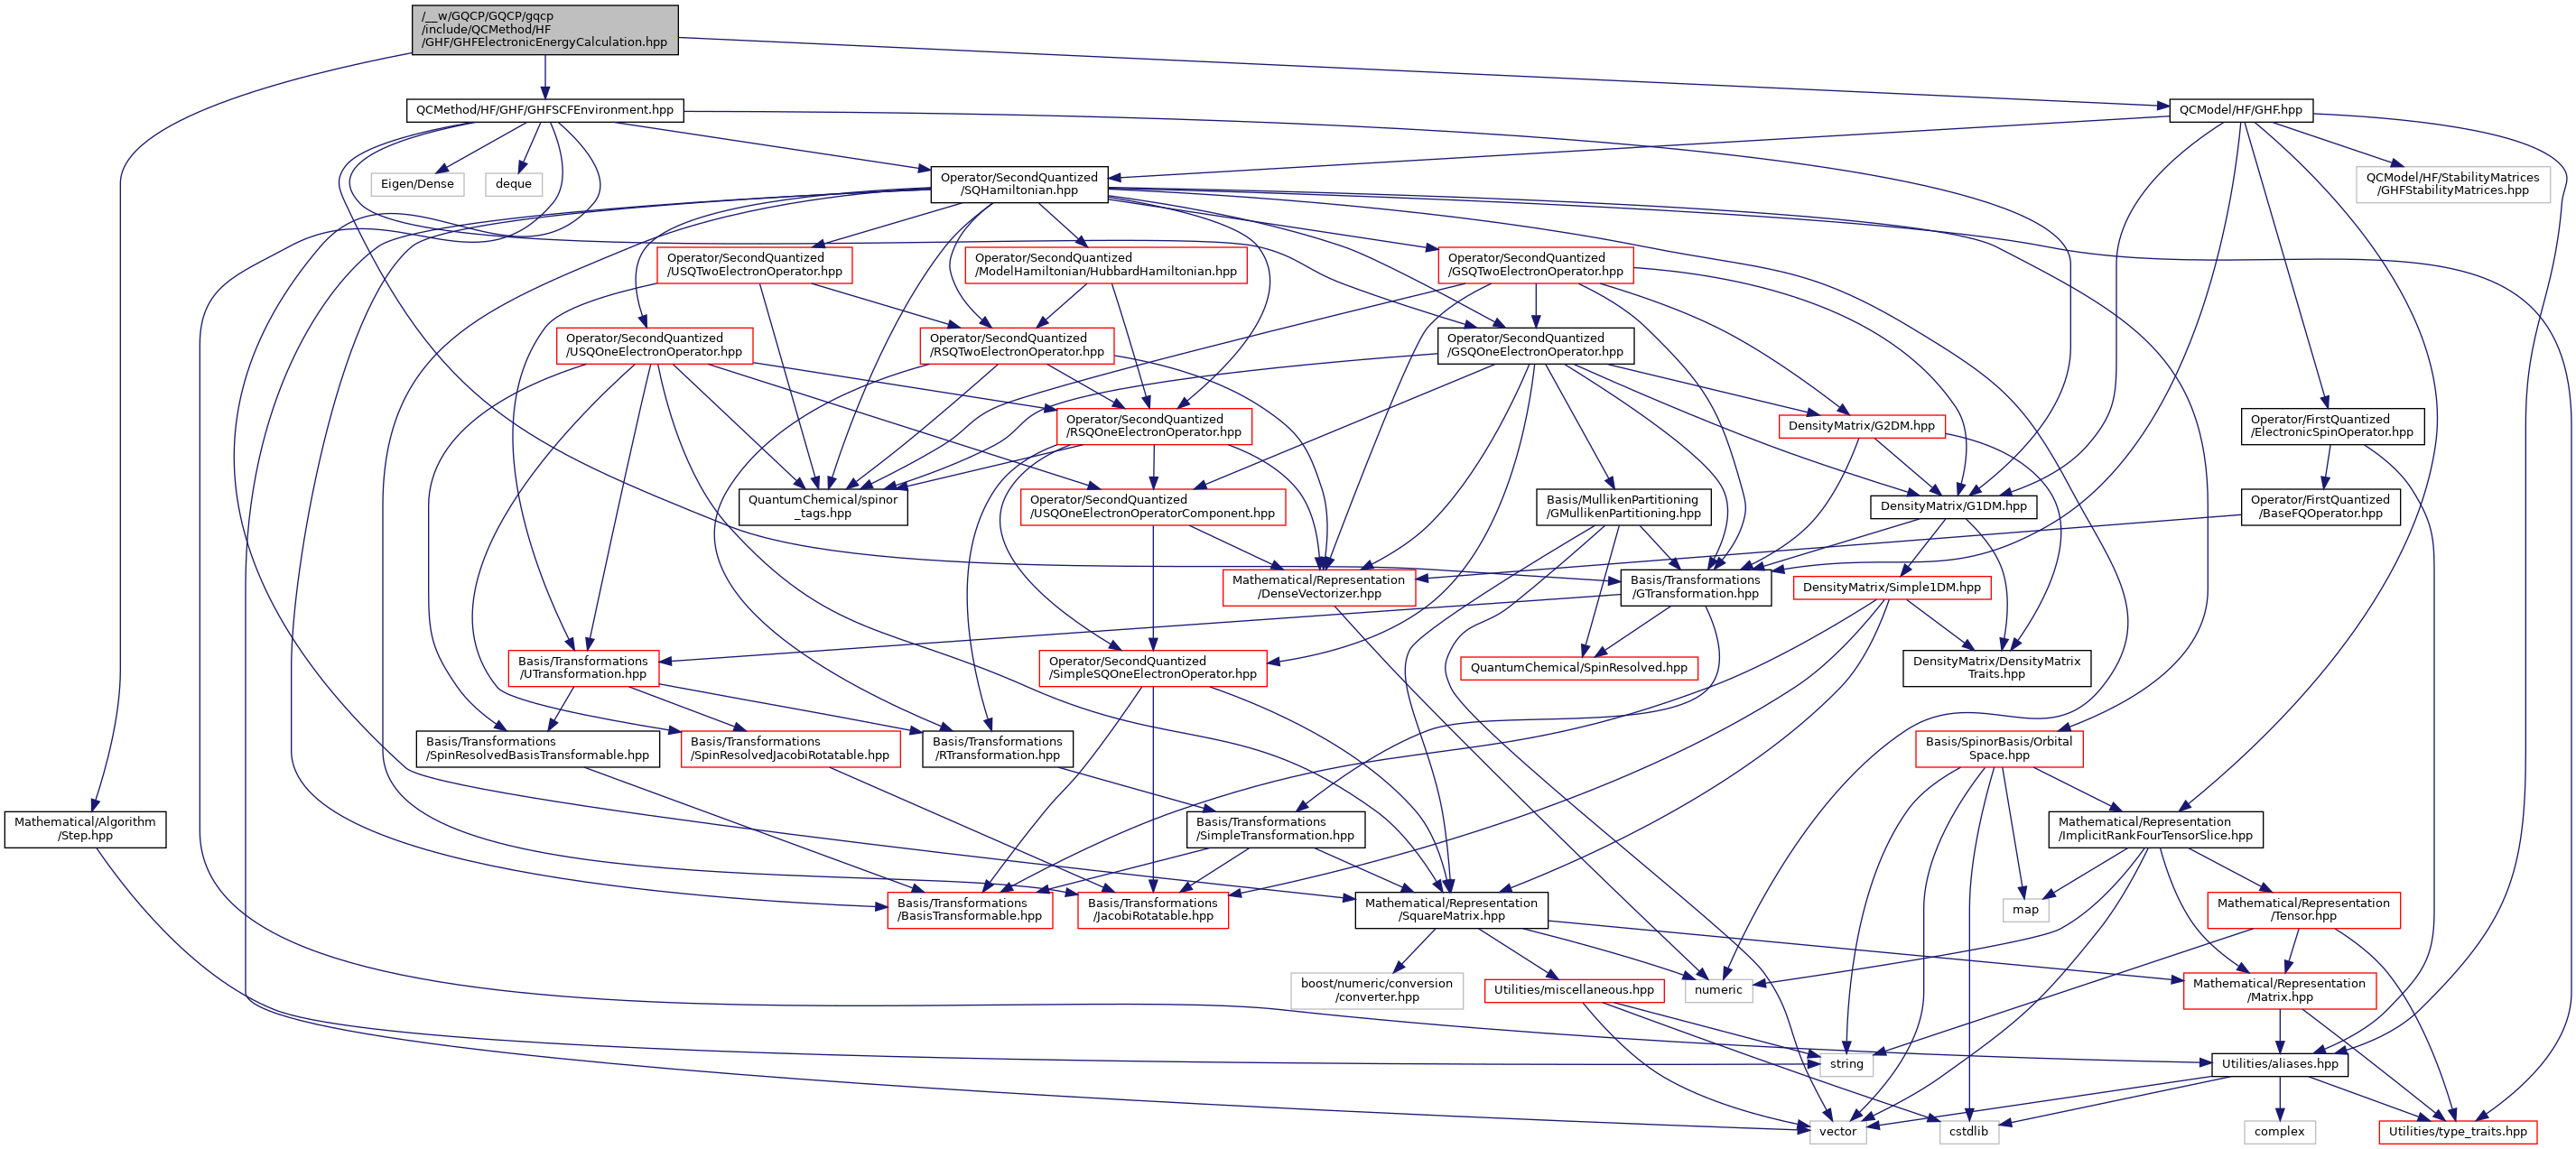 /__w/GQCP/GQCP/gqcp
/include/QCMethod/HF
/GHF/GHFElectronicEnergyCalculation.hpp
QCMethod/HF/GHF/GHFSCFEnvironment.hpp
QCModel/HF/GHF.hpp
Eigen/Dense
deque
Operator/SecondQuantized
/SQHamiltonian.hpp
QCModel/HF/StabilityMatrices
/GHFStabilityMatrices.hpp
Operator/SecondQuantized
/USQTwoElectronOperator.hpp
Operator/SecondQuantized
/ModelHamiltonian/HubbardHamiltonian.hpp
Operator/SecondQuantized
/GSQTwoElectronOperator.hpp
Operator/SecondQuantized
/USQOneElectronOperator.hpp
Operator/SecondQuantized
/RSQTwoElectronOperator.hpp
Operator/SecondQuantized
/GSQOneElectronOperator.hpp
Operator/SecondQuantized
/RSQOneElectronOperator.hpp
DensityMatrix/G2DM.hpp
Operator/FirstQuantized
/ElectronicSpinOperator.hpp
QuantumChemical/spinor
_tags.hpp
Operator/SecondQuantized
/USQOneElectronOperatorComponent.hpp
Basis/MullikenPartitioning
/GMullikenPartitioning.hpp
DensityMatrix/G1DM.hpp
Operator/FirstQuantized
/BaseFQOperator.hpp
Mathematical/Representation
/DenseVectorizer.hpp
Basis/Transformations
/GTransformation.hpp
DensityMatrix/Simple1DM.hpp
Basis/Transformations
/UTransformation.hpp
Operator/SecondQuantized
/SimpleSQOneElectronOperator.hpp
QuantumChemical/SpinResolved.hpp
DensityMatrix/DensityMatrix
Traits.hpp
Basis/Transformations
/SpinResolvedBasisTransformable.hpp
Basis/Transformations
/SpinResolvedJacobiRotatable.hpp
Basis/Transformations
/RTransformation.hpp
Basis/SpinorBasis/Orbital
Space.hpp
Mathematical/Algorithm
/Step.hpp
Basis/Transformations
/SimpleTransformation.hpp
Mathematical/Representation
/ImplicitRankFourTensorSlice.hpp
Basis/Transformations
/BasisTransformable.hpp
Basis/Transformations
/JacobiRotatable.hpp
Mathematical/Representation
/SquareMatrix.hpp
map
Mathematical/Representation
/Tensor.hpp
boost/numeric/conversion
/converter.hpp
Utilities/miscellaneous.hpp
numeric
Mathematical/Representation
/Matrix.hpp
string
Utilities/aliases.hpp
vector
cstdlib
complex
Utilities/type_traits.hpp